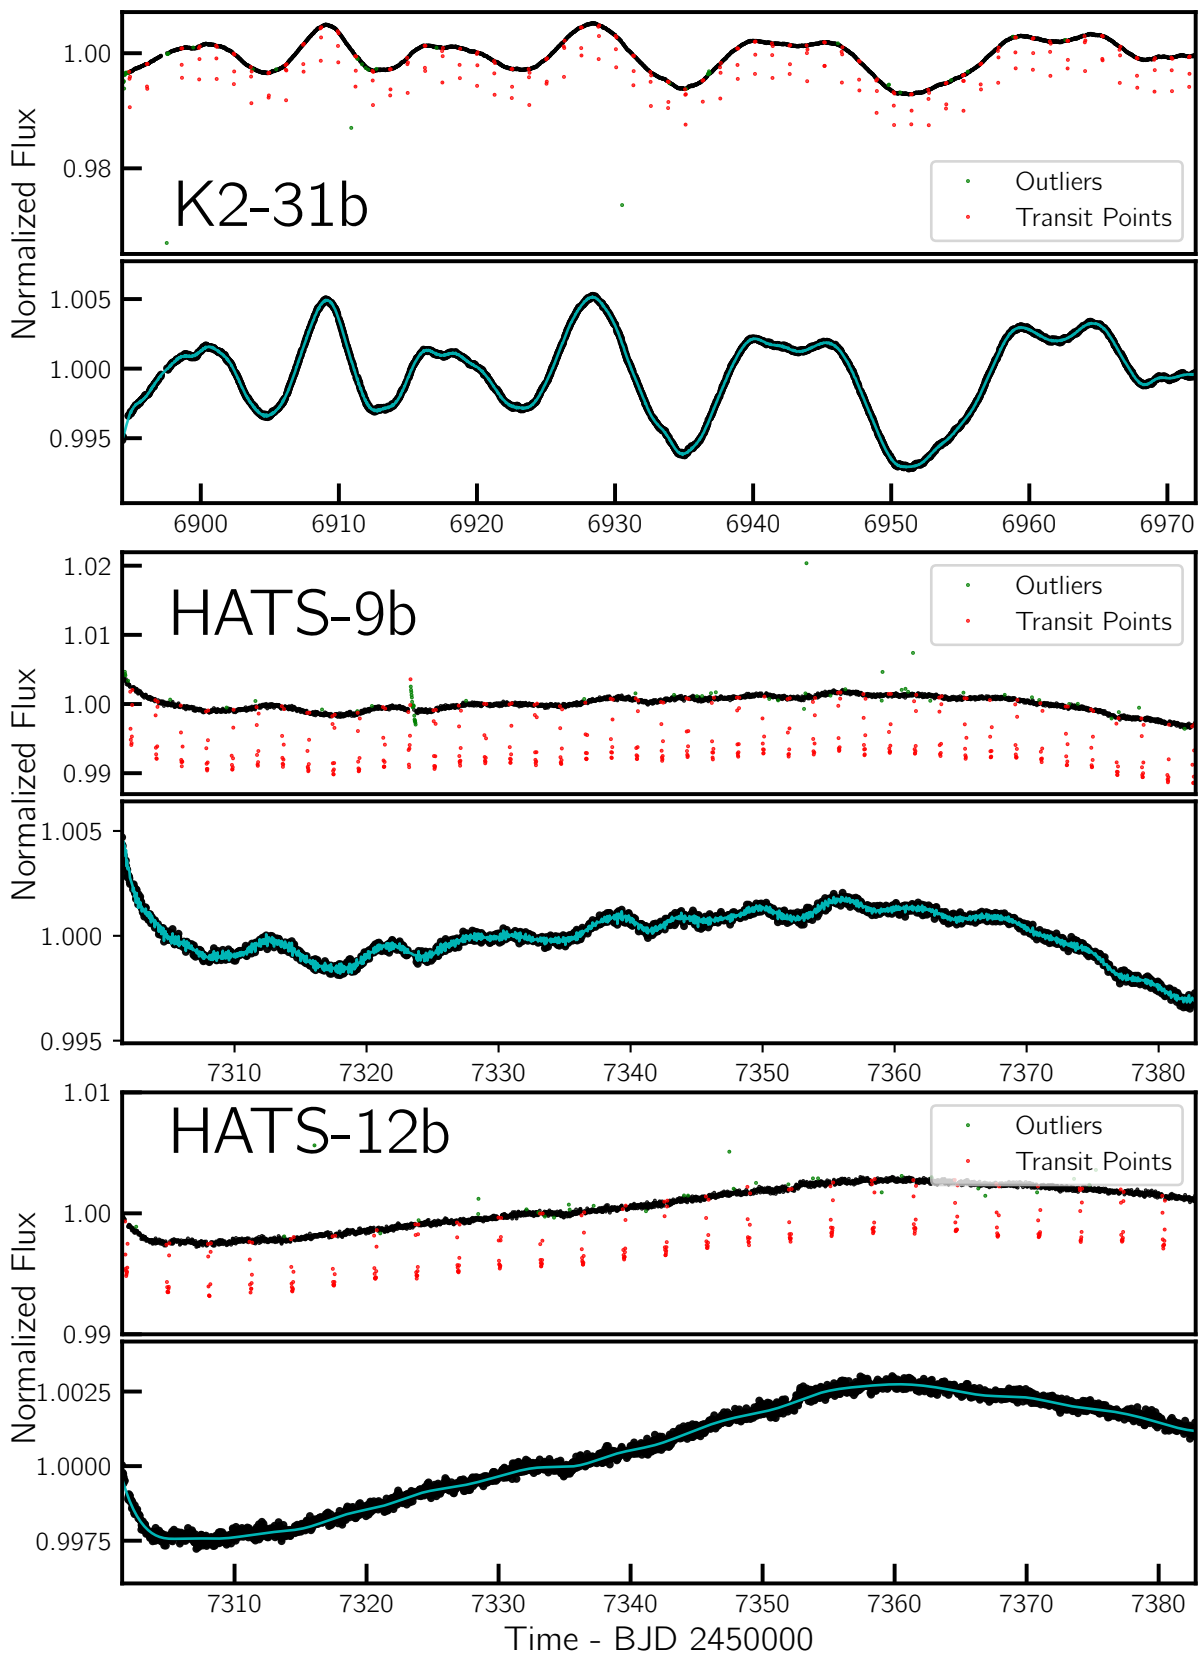 1.00
0.98
K2-31b
Outliers
Transit Points
Normalized Flux
1.005
1.000
0.995
6900 6910 6920 6930 6940 6950 6960 6970
1.02
1.01
1.00
0.99
HATS-9b
Outliers
Transit Points
Normalized Flux
1.005
1.000
0.995
7310 7320 7330 7340 7350 7360 7370 7380
1.01
1.00
0.99
HATS-12b
Outliers
Transit Points
Normalized Flux
1.0025
1.0000
0.9975
7310 7320 7330 7340 7350 7360 7370 7380
Time - BJD 2450000